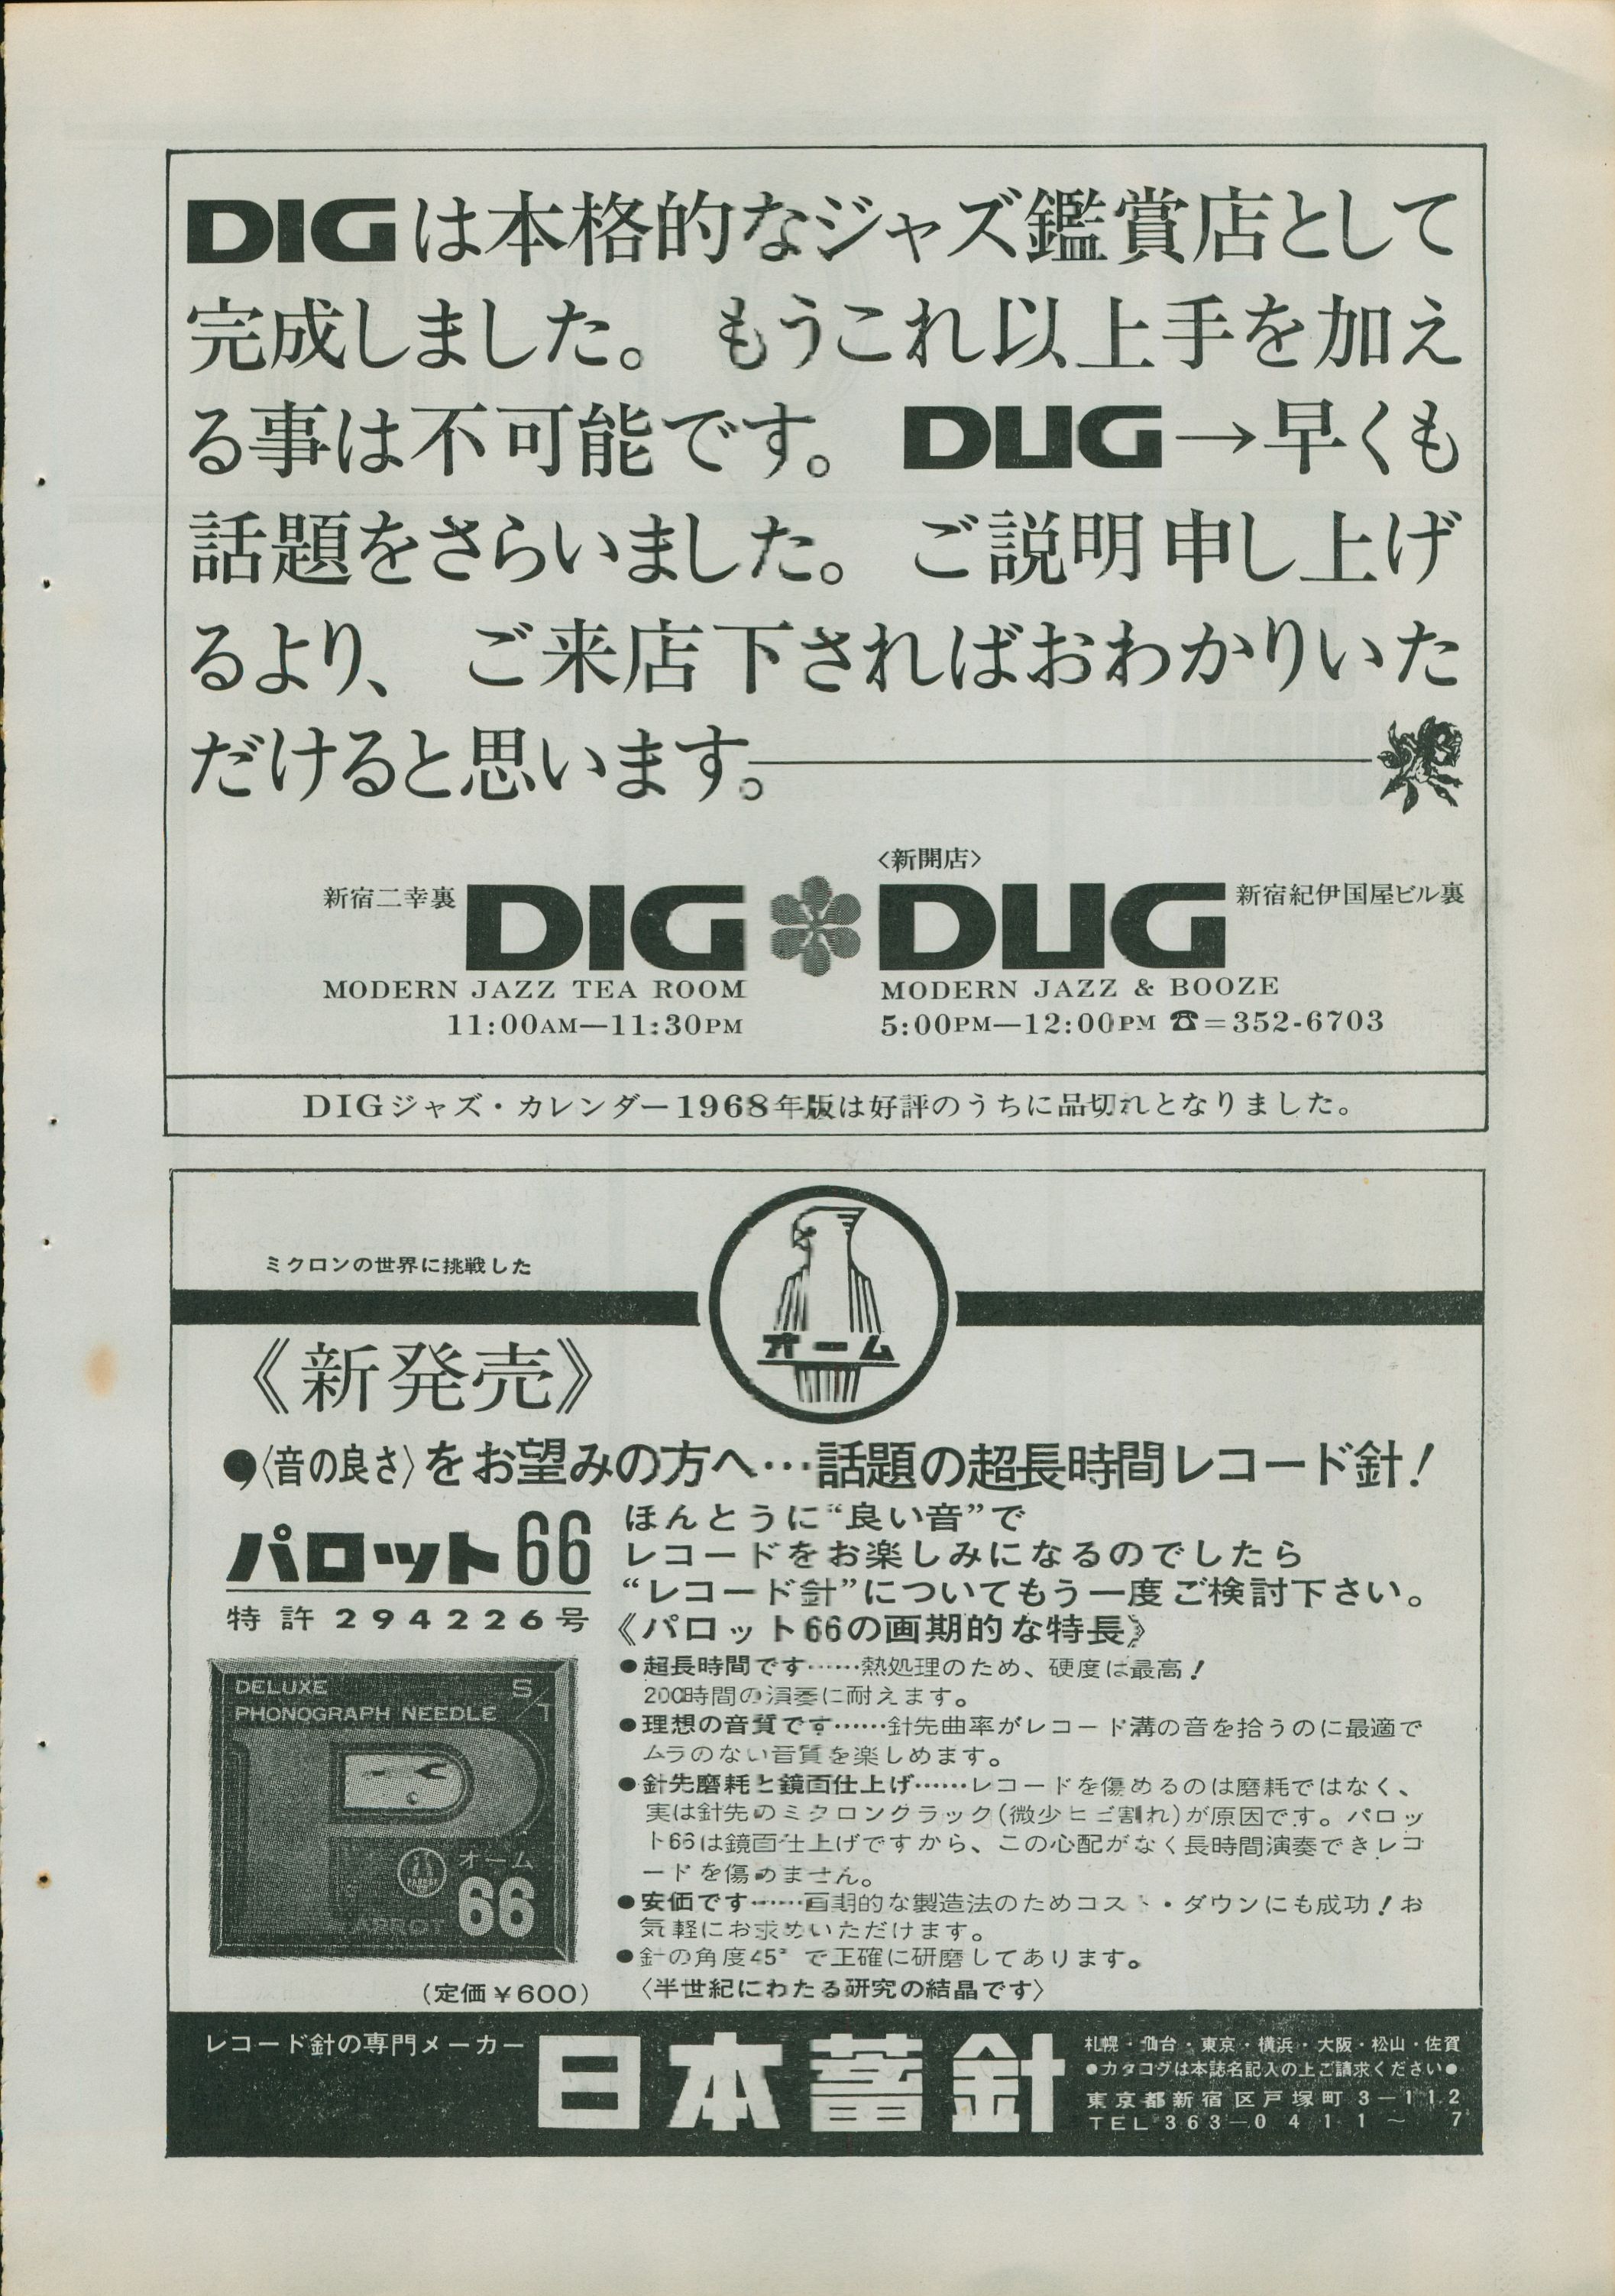 DIGは本格的なジャズ鑑賞店として
完成しました。もうこれ以上手を加え
る事は不可能です。DUG→早くも
話題をさらいました。ご説明申し上げ
るより、ご来店下さればおわかりいた
だけると思います。
〈新開店〉
新宿二幸裏 DIG DUG 新宿紀伊国屋ビル裏
MODERN JAZZ TEA ROOM
11:00AM—11:30PM
MODERN JAZZ & BOOZE
5:00PM—12:00PM ☎=352-6703
DIGジャズ・カレンダー1968年版は好評のうちに品切れとなりました。
ミクロンの世界に挑戦した
オーム
《新発売》
●〈音の良さ〉をお望みの方へ…話題の超長時間レコード針!
パロット66
特許294226号
ほんとうに“良い音”で
レコードをお楽しみになるのでしたら
“レコード針”についてもう一度ご検討下さい。
《パロット66の画期的な特長》
●超長時間です……熱処理のため、硬度は最高!
200時間の演奏に耐えます。
●理想の音質です……針先曲率がレコード溝の音を拾うのに最適で
ムラのない音質を楽しめます。
●針先磨耗と鏡面仕上げ……レコードを傷めるのは磨耗ではなく、
実は針先のミクロンクラック(微少ヒビ割れ)が原因です。パロッ
ト66は鏡面仕上げですから、この心配がなく長時間演奏できレコ
ードを傷めません。
●安価です……画期的な製造法のためコスト・ダウンにも成功!お
気軽にお求めいただけます。
●針の角度45°で正確に研磨してあります。
〈半世紀にわたる研究の結晶です〉
DELUXE
PHONOGRAPH NEEDLE S/T
オーム
66
PARROT
(定価¥600)
レコード針の専門メーカー
日本蓄針
札幌・仙台・東京・横浜・大阪・松山・佐賀
●カタログは本誌名記入の上ご請求ください●
東京都新宿区戸塚町3−112
TEL 363−0411〜7